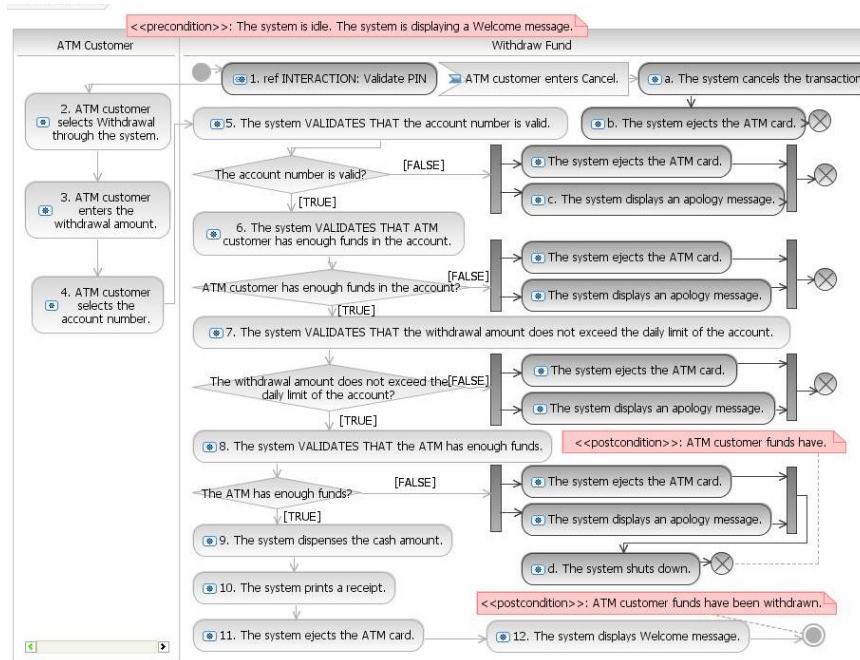 <<precondition>>: The system is idle. The system is displaying a Welcome message.
ATM Customer
Withdraw Fund
1. ref INTERACTION: Validate PIN
ATM customer enters Cancel.
a. The system cancels the transaction
2. ATM customer
selects Withdrawal
through the system.
5. The system VALIDATES THAT the account number is valid.
b. The system ejects the ATM card.
The account number is valid?
[FALSE]
The system ejects the ATM card.
c. The system displays an apology message.
[TRUE]
3. ATM customer
enters the
withdrawal amount.
6. The system VALIDATES THAT ATM
customer has enough funds in the account.
4. ATM customer
selects the
account number.
ATM customer has enough funds in the account?
[FALSE]
The system ejects the ATM card.
The system displays an apology message.
[TRUE]
7. The system VALIDATES THAT the withdrawal amount does not exceed the daily limit of the account.
The withdrawal amount does not exceed the
daily limit of the account?
[FALSE]
The system ejects the ATM card.
The system displays an apology message.
[TRUE]
8. The system VALIDATES THAT the ATM has enough funds.
<<postcondition>>: ATM customer funds have.
The ATM has enough funds?
[FALSE]
The system ejects the ATM card.
The system displays an apology message.
[TRUE]
9. The system dispenses the cash amount.
d. The system shuts down.
10. The system prints a receipt.
<<postcondition>>: ATM customer funds have been withdrawn.
11. The system ejects the ATM card.
12. The system displays Welcome message.